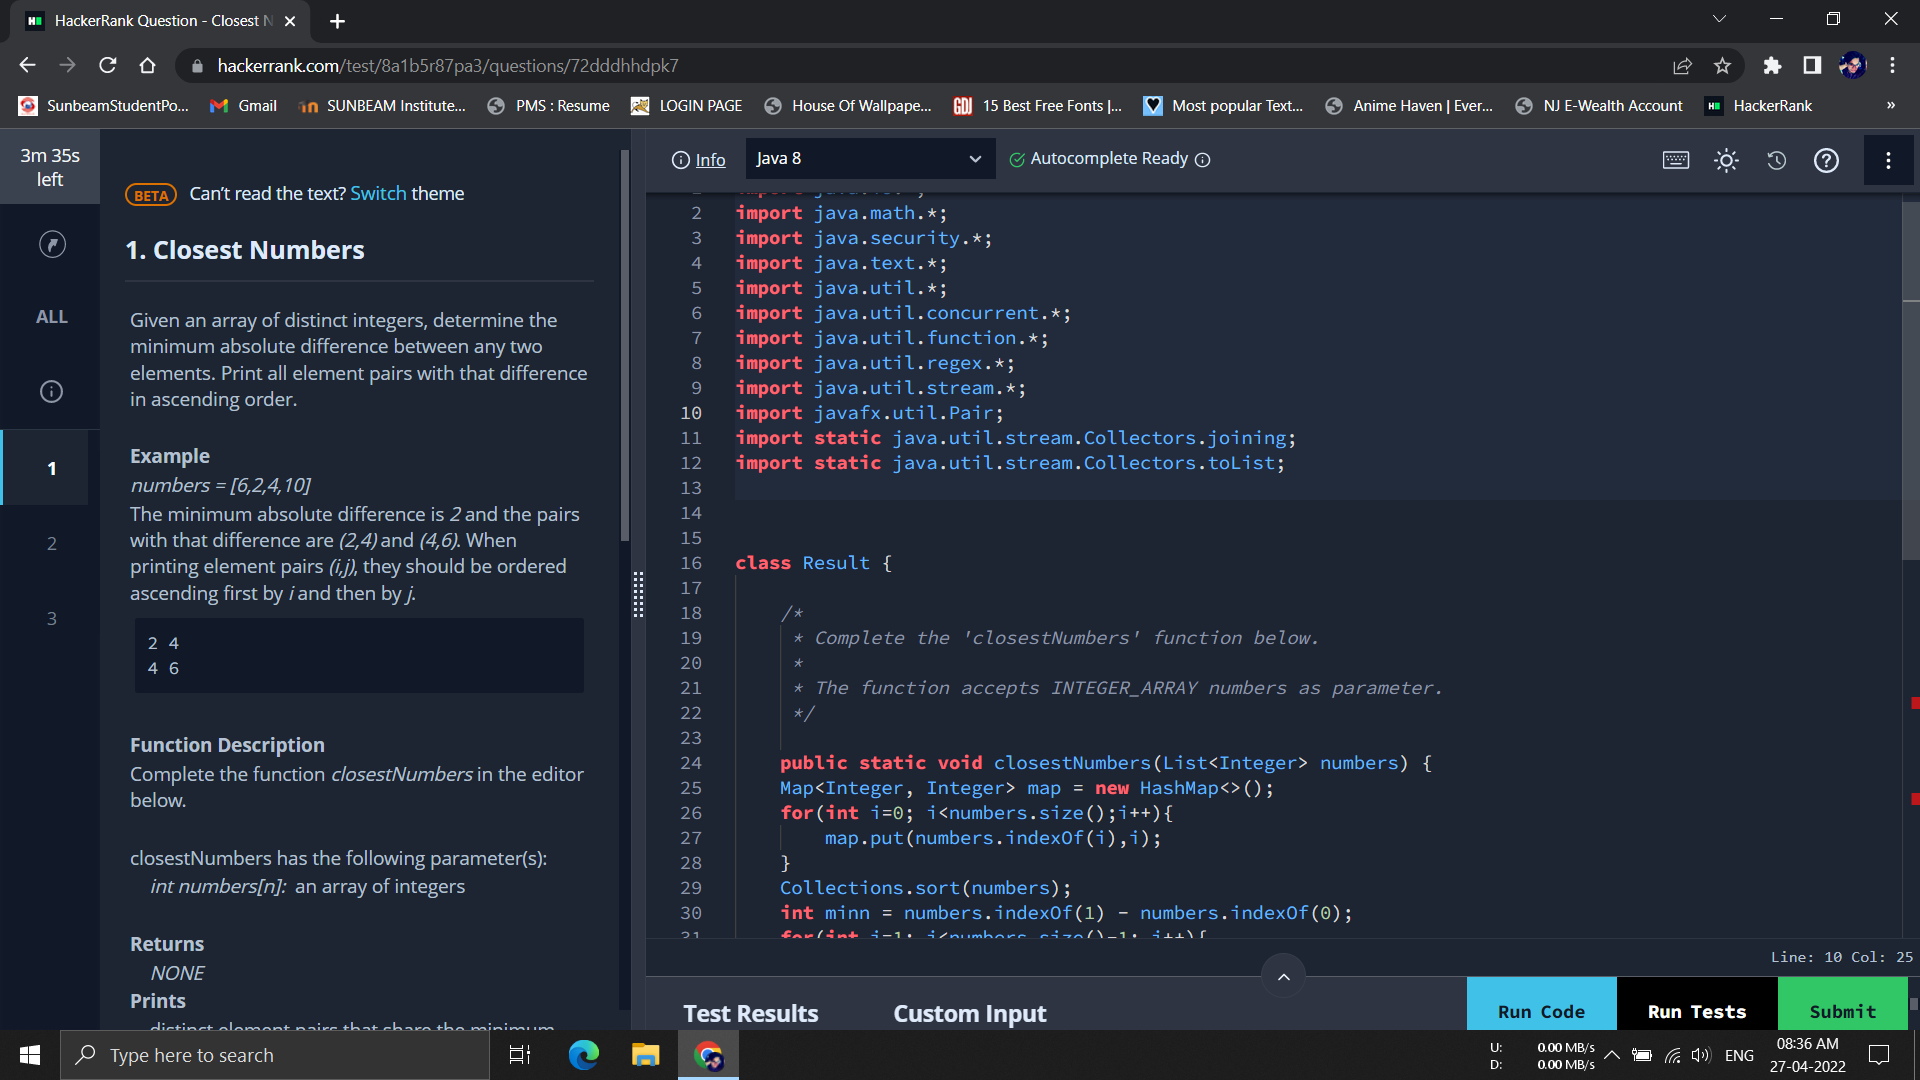 HackerRank Question - Closest N
hackerrank.com/test/8a1b5r87pa3/questions/72dddhhdpk7
SunbeamStudentPo...
Gmail
SUNBEAM Institute...
PMS : Resume
LOGIN PAGE
House Of Wallpape...
15 Best Free Fonts |...
Most popular Text...
Anime Haven | Ever...
NJ E-Wealth Account
HackerRank
»
3m 35s
left
ALL
1
2
3
BETA Can't read the text? Switch theme
1. Closest Numbers
Given an array of distinct integers, determine the
minimum absolute difference between any two
elements. Print all element pairs with that difference
in ascending order.
Example
numbers = [6,2,4,10]
The minimum absolute difference is 2 and the pairs
with that difference are (2,4) and (4,6). When
printing element pairs (i,j), they should be ordered
ascending first by i and then by j.
2 4
4 6
Function Description
Complete the function closestNumbers in the editor
below.
closestNumbers has the following parameter(s):
int numbers[n]: an array of integers
Returns
NONE
Prints
distinct element pairs that share the minimum
Info
Java 8
Autocomplete Ready
2 import java.math.*;
3 import java.security.*;
4 import java.text.*;
5 import java.util.*;
6 import java.util.concurrent.*;
7 import java.util.function.*;
8 import java.util.regex.*;
9 import java.util.stream.*;
10 import javafx.util.Pair;
11 import static java.util.stream.Collectors.joining;
12 import static java.util.stream.Collectors.toList;
13
14
15
16 class Result {
17
18 /*
19 * Complete the 'closestNumbers' function below.
20 *
21 * The function accepts INTEGER_ARRAY numbers as parameter.
22 */
23
24 public static void closestNumbers(List<Integer> numbers) {
25 Map<Integer, Integer> map = new HashMap<>();
26 for(int i=0; i<numbers.size();i++){
27 map.put(numbers.indexOf(i),i);
28 }
29 Collections.sort(numbers);
30 int minn = numbers.indexOf(1) - numbers.indexOf(0);
31 for(int i=1; i<numbers.size()-1; i++){
Line: 10 Col: 25
Test Results
Custom Input
Run Code
Run Tests
Submit
Type here to search
U: 0.00 MB/s
D: 0.00 MB/s
ENG
08:36 AM
27-04-2022